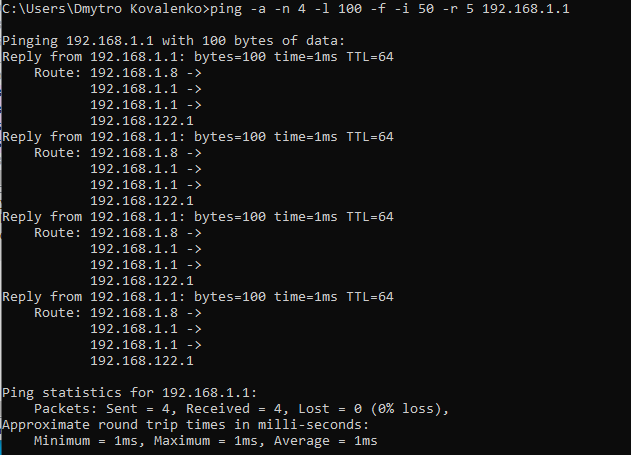 C:\Users\Dmytro Kovalenko>ping -a -n 4 -l 100 -f -i 50 -r 5 192.168.1.1
Pinging 192.168.1.1 with 100 bytes of data:
Reply from 192.168.1.1: bytes=100 time=1ms TTL=64
    Route: 192.168.1.8 ->
           192.168.1.1 ->
           192.168.1.1 ->
           192.168.122.1
Reply from 192.168.1.1: bytes=100 time=1ms TTL=64
    Route: 192.168.1.8 ->
           192.168.1.1 ->
           192.168.1.1 ->
           192.168.122.1
Reply from 192.168.1.1: bytes=100 time=1ms TTL=64
    Route: 192.168.1.8 ->
           192.168.1.1 ->
           192.168.1.1 ->
           192.168.122.1
Reply from 192.168.1.1: bytes=100 time=1ms TTL=64
    Route: 192.168.1.8 ->
           192.168.1.1 ->
           192.168.1.1 ->
           192.168.122.1
Ping statistics for 192.168.1.1:
    Packets: Sent = 4, Received = 4, Lost = 0 (0% loss),
Approximate round trip times in milli-seconds:
    Minimum = 1ms, Maximum = 1ms, Average = 1ms